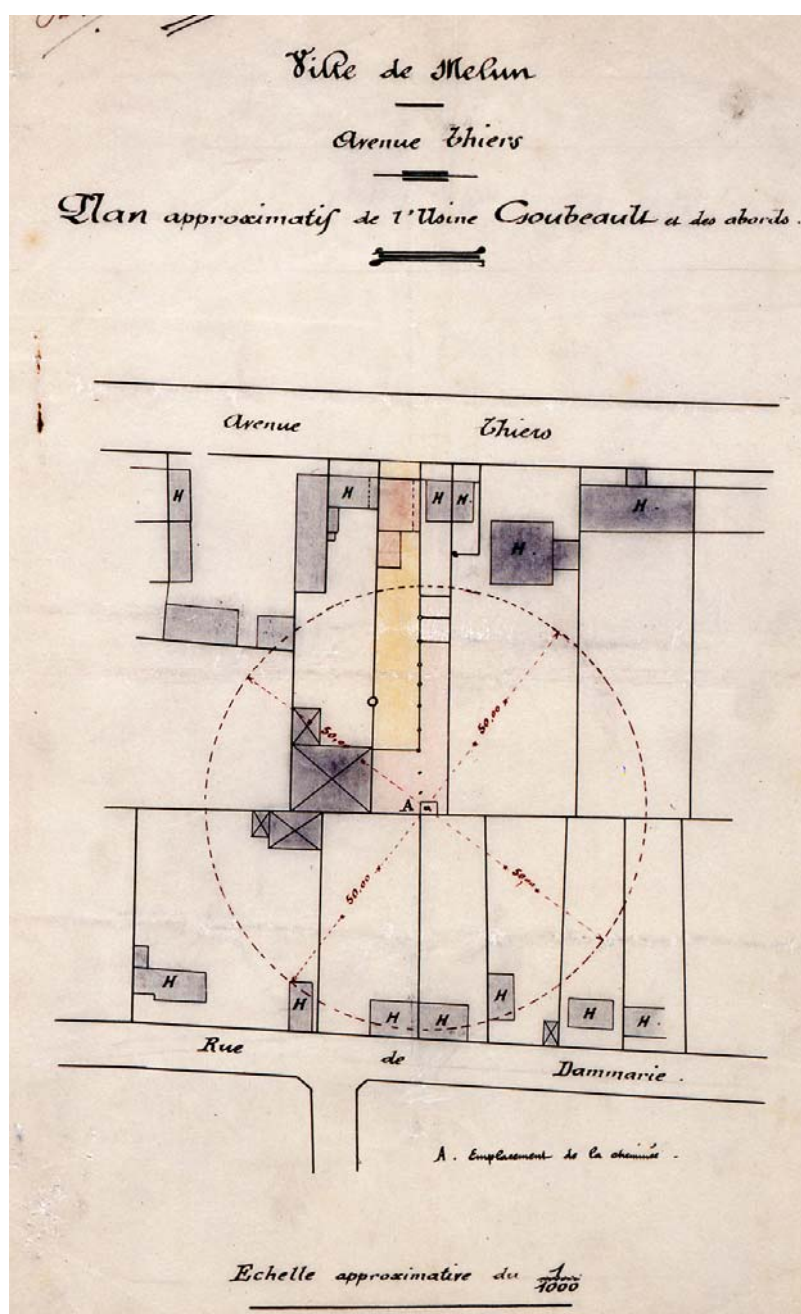 Ville de Melun
Avenue Thiers
Plan approximatif de l'Usine Goubeault et des abords.
Avenue Thiers
H
H
H
H.
H.
H.
50,00
50.00
A
50.00
50,00
H
H
H
H
H
H
H.
Rue de Dammarie.
A. Emplacement de la cheminée.
Echelle approximative du 1/1000